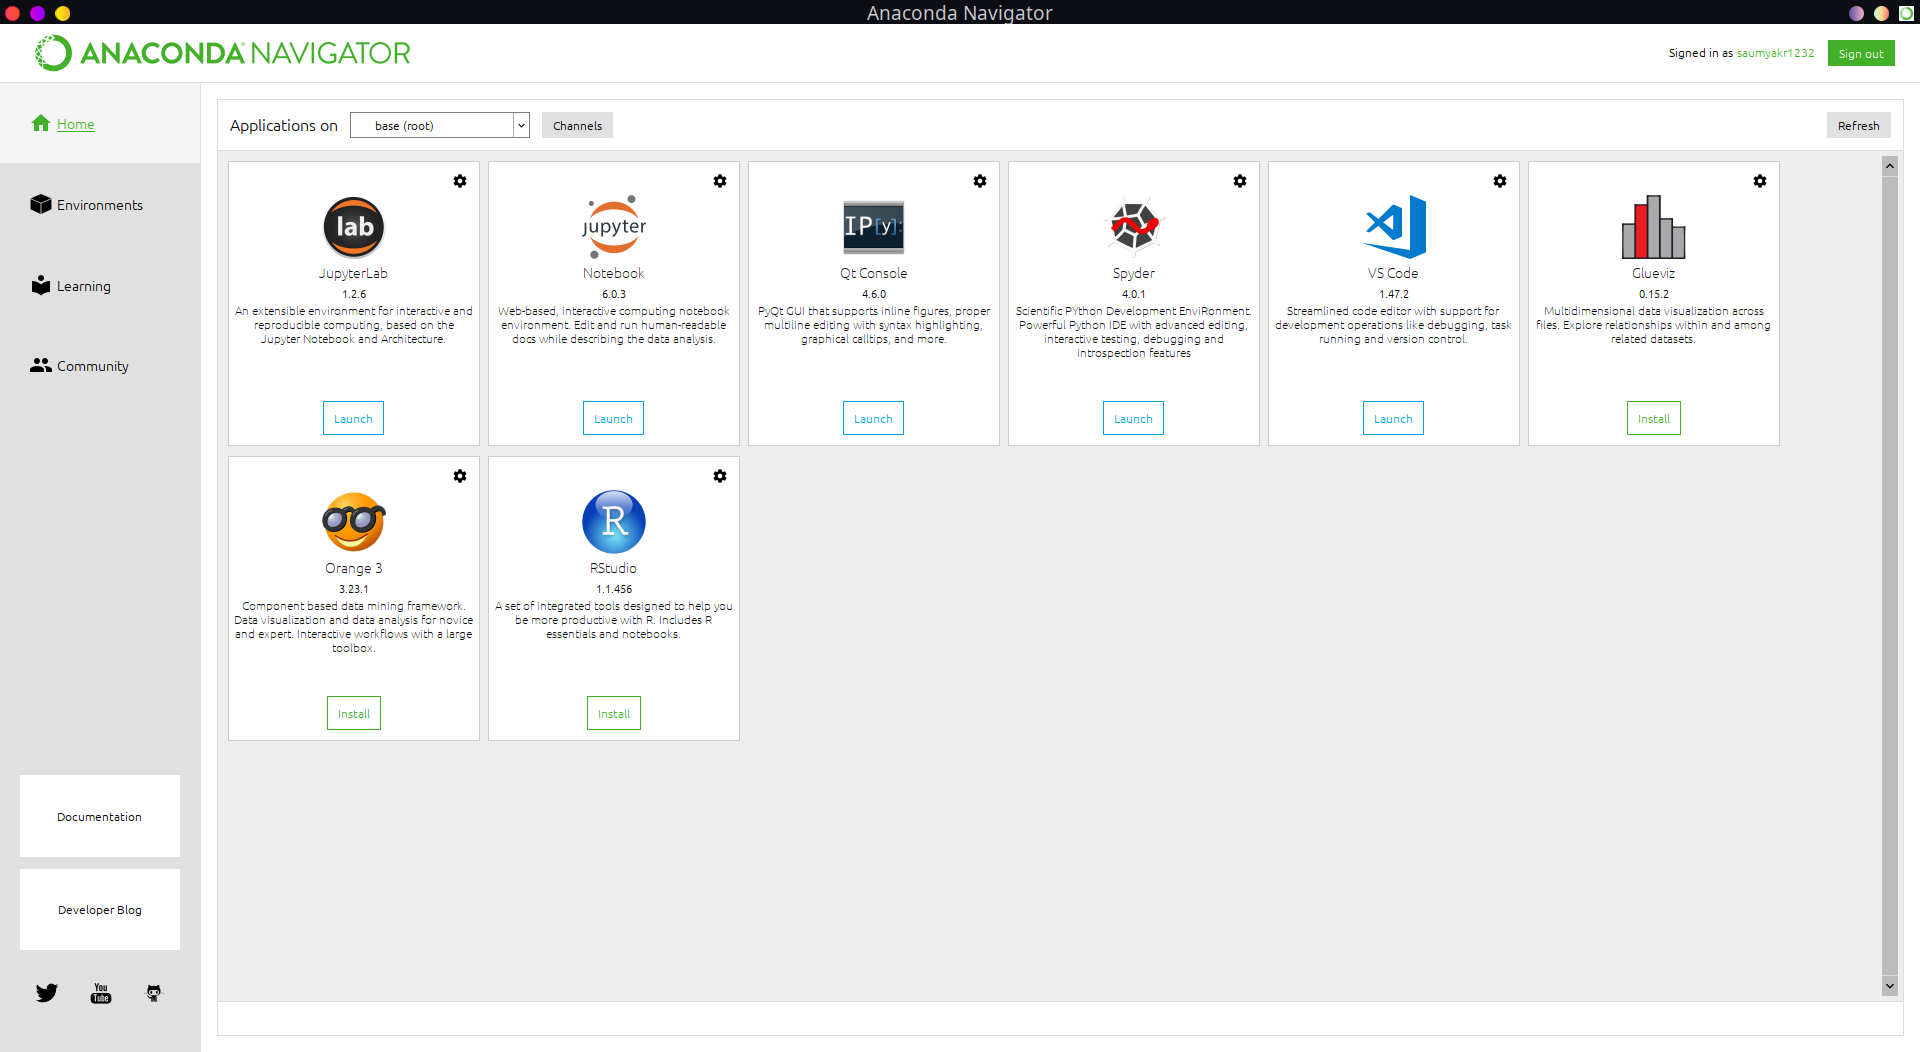 Anaconda Navigator
ANACONDA NAVIGATOR
Signed in as saumyakr1232
Sign out
Home
Environments
Learning
Community
Documentation
Developer Blog
You
Tube
Applications on
base (root)
Channels
Refresh
lab
JupyterLab
1.2.6
An extensible environment for interactive and
reproducible computing, based on the
Jupyter Notebook and Architecture.
Launch
jupyter
Notebook
6.0.3
Web-based, interactive computing notebook
environment. Edit and run human-readable
docs while describing the data analysis.
Launch
IP[y]:
Qt Console
4.6.0
PyQt GUI that supports inline figures, proper
multiline editing with syntax highlighting,
graphical calltips, and more.
Launch
Spyder
4.0.1
Scientific PYthon Development EnviRonment.
Powerful Python IDE with advanced editing,
interactive testing, debugging and
introspection features
Launch
VS Code
1.47.2
Streamlined code editor with support for
development operations like debugging, task
running and version control.
Launch
Glueviz
0.15.2
Multidimensional data visualization across
files. Explore relationships within and among
related datasets.
Install
Orange 3
3.23.1
Component based data mining framework.
Data visualization and data analysis for novice
and expert. Interactive workflows with a large
toolbox.
Install
R
RStudio
1.1.456
A set of integrated tools designed to help you
be more productive with R. Includes R
essentials and notebooks.
Install